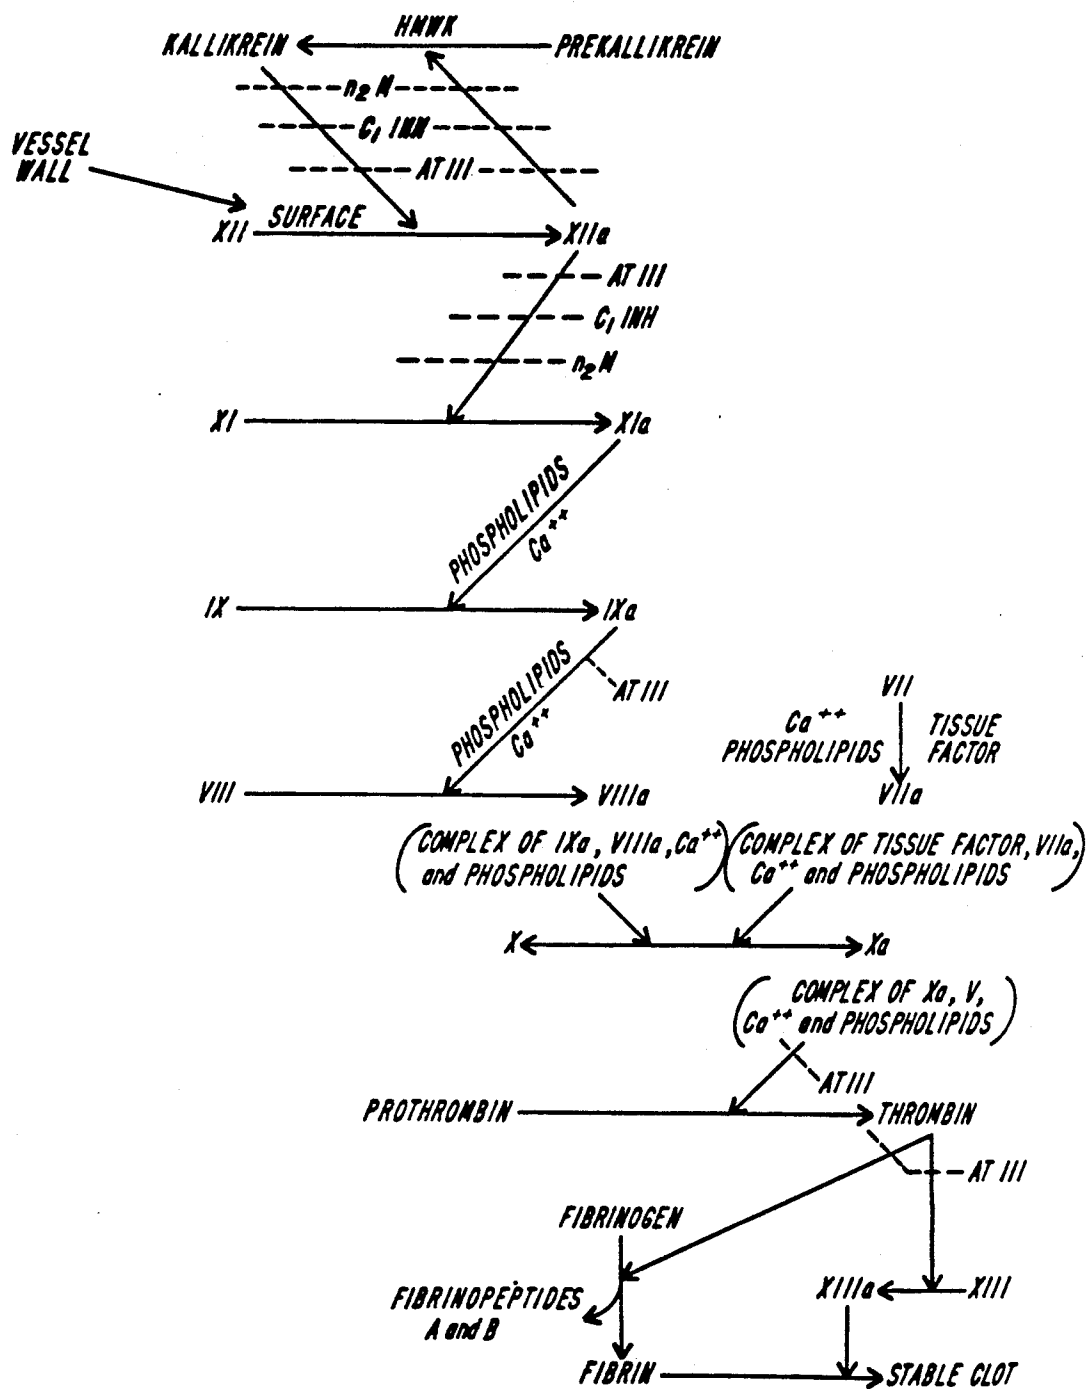 HMWK
KALLIKREIN
PREKALLIKREIN
n2 M
C1 INH
AT III
VESSEL
WALL
XII
SURFACE
XIIa
AT III
C1 INH
n2 M
XI
XIa
PHOSPHOLIPIDS
Ca++
IX
IXa
PHOSPHOLIPIDS
Ca++
AT III
VII
Ca++
PHOSPHOLIPIDS
TISSUE
FACTOR
VIIa
VIII
VIIIa
(COMPLEX OF IXa, VIIIa, Ca++
and PHOSPHOLIPIDS)
(COMPLEX OF TISSUE FACTOR, VIIa,
Ca++ and PHOSPHOLIPIDS)
X
Xa
(COMPLEX OF Xa, V,
Ca++ and PHOSPHOLIPIDS)
AT III
PROTHROMBIN
THROMBIN
AT III
FIBRINOGEN
FIBRINOPEPTIDES
A and B
XIIIa
XIII
FIBRIN
STABLE CLOT